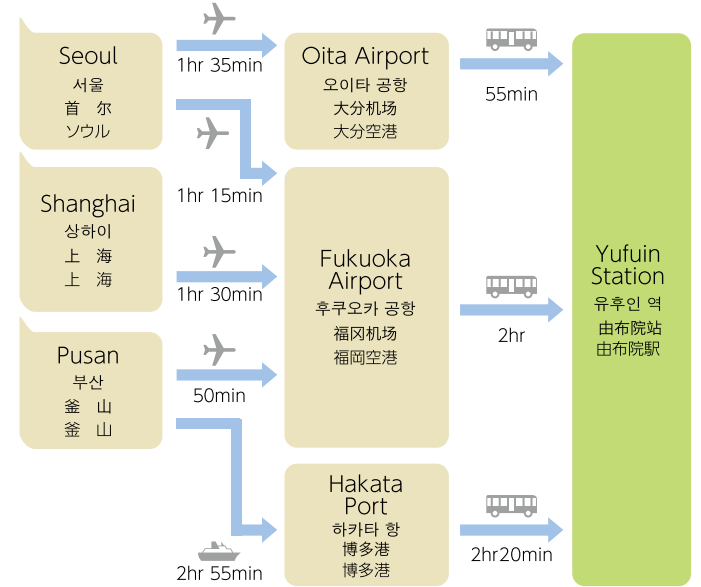 Seoul
서울
首 尔
ソウル
1hr 35min
1hr 15min
Oita Airport
오이타 공항
大分机场
大分空港
55min
Shanghai
상하이
上 海
上 海
1hr 30min
Fukuoka
Airport
후쿠오카 공항
福冈机场
福岡空港
2hr
Pusan
부산
釜 山
釜 山
50min
2hr 55min
Hakata
Port
하카타 항
博多港
博多港
2hr20min
Yufuin
Station
유후인 역
由布院站
由布院駅